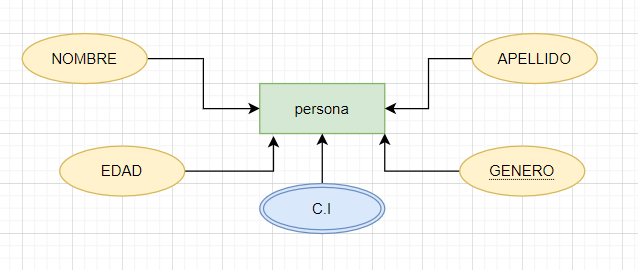 NOMBRE
APELLIDO
persona
EDAD
GENERO
C.I